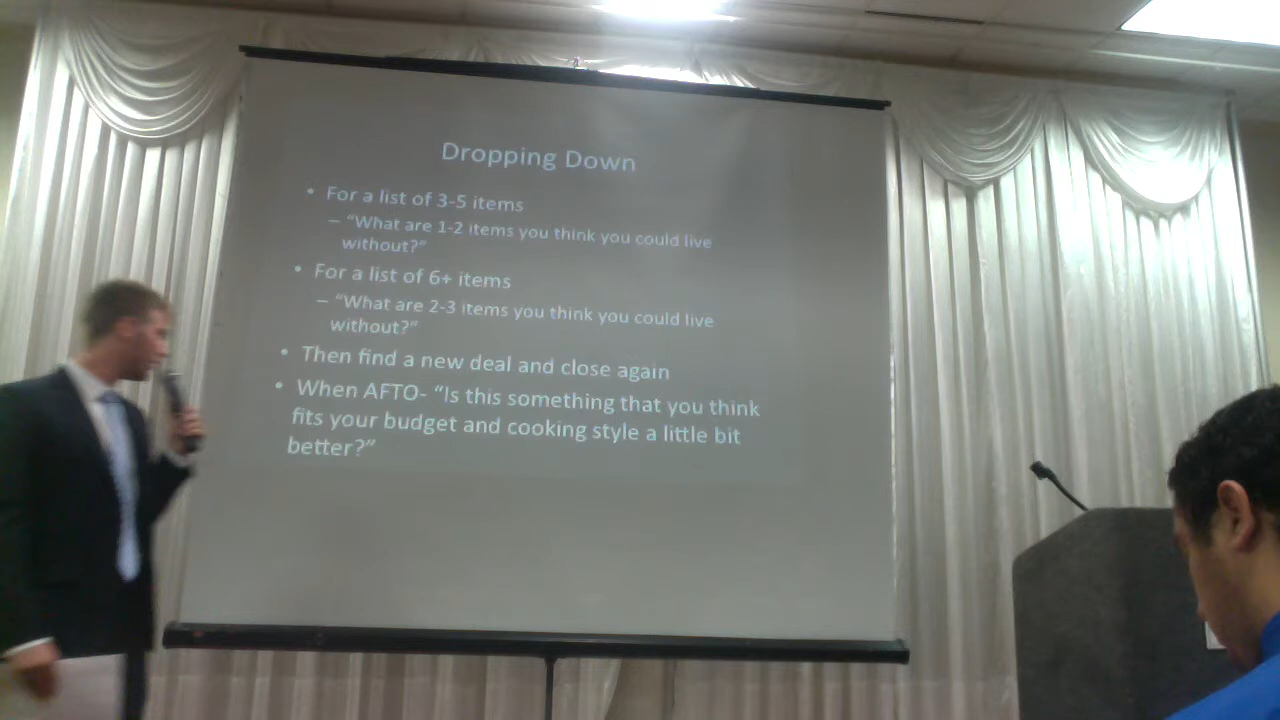 Dropping Down
• For a list of 3-5 items
– "What are 1-2 items you think you could live
without?"
• For a list of 6+ items
– "What are 2-3 items you think you could live
without?"
• Then find a new deal and close again
• When AFTO- "Is this something that you think
fits your budget and cooking style a little bit
better?"